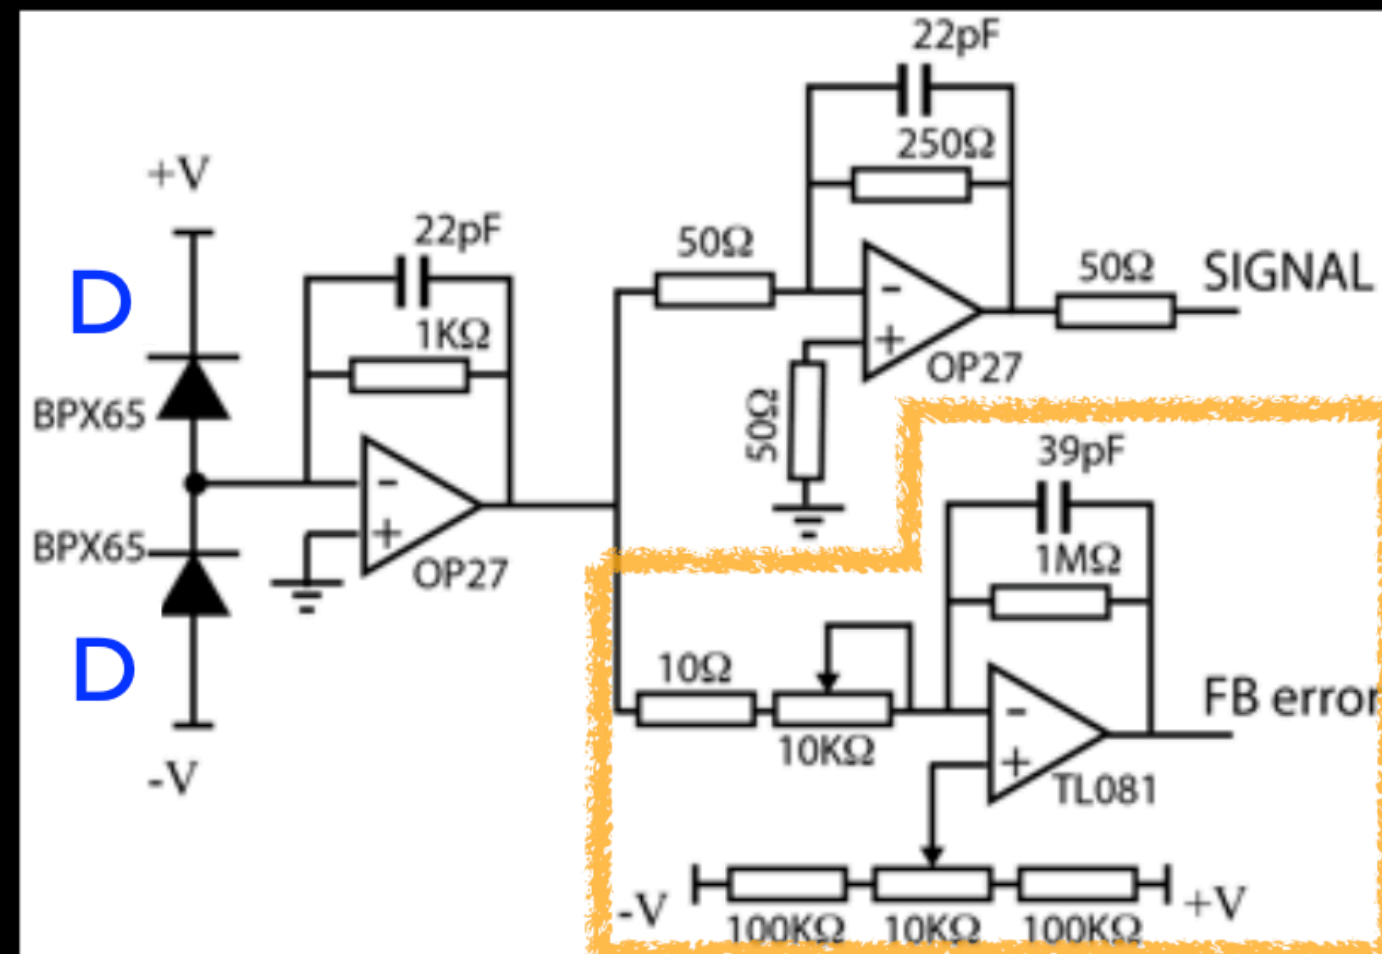 22pF
250Ω
+V
22pF
50Ω
50Ω
SIGNAL
D
1KΩ
-
+
OP27
BPX65
50Ω
39pF
-
+
OP27
BPX65
1MΩ
10Ω
FB error
D
10KΩ
-
+
TL081
-V
-V
100KΩ
10KΩ
100KΩ
+V